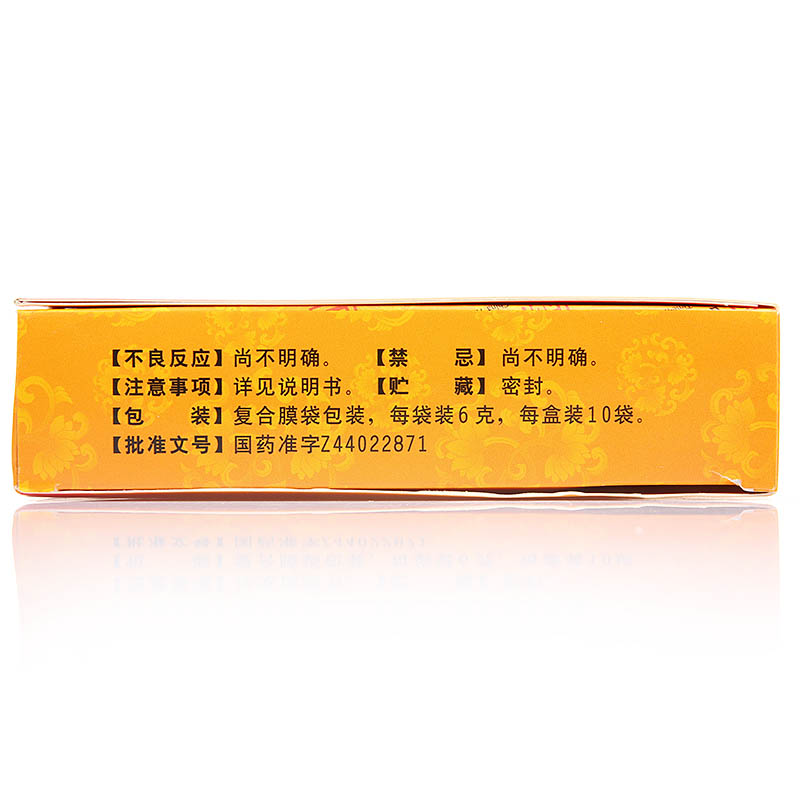 【不良反应】尚不明确。 【禁 忌】尚不明确。
【注意事项】详见说明书。【贮 藏】密封。
【包 装】复合膜袋包装，每袋装6克，每盒装10袋。
【批准文号】国药准字Z44022871